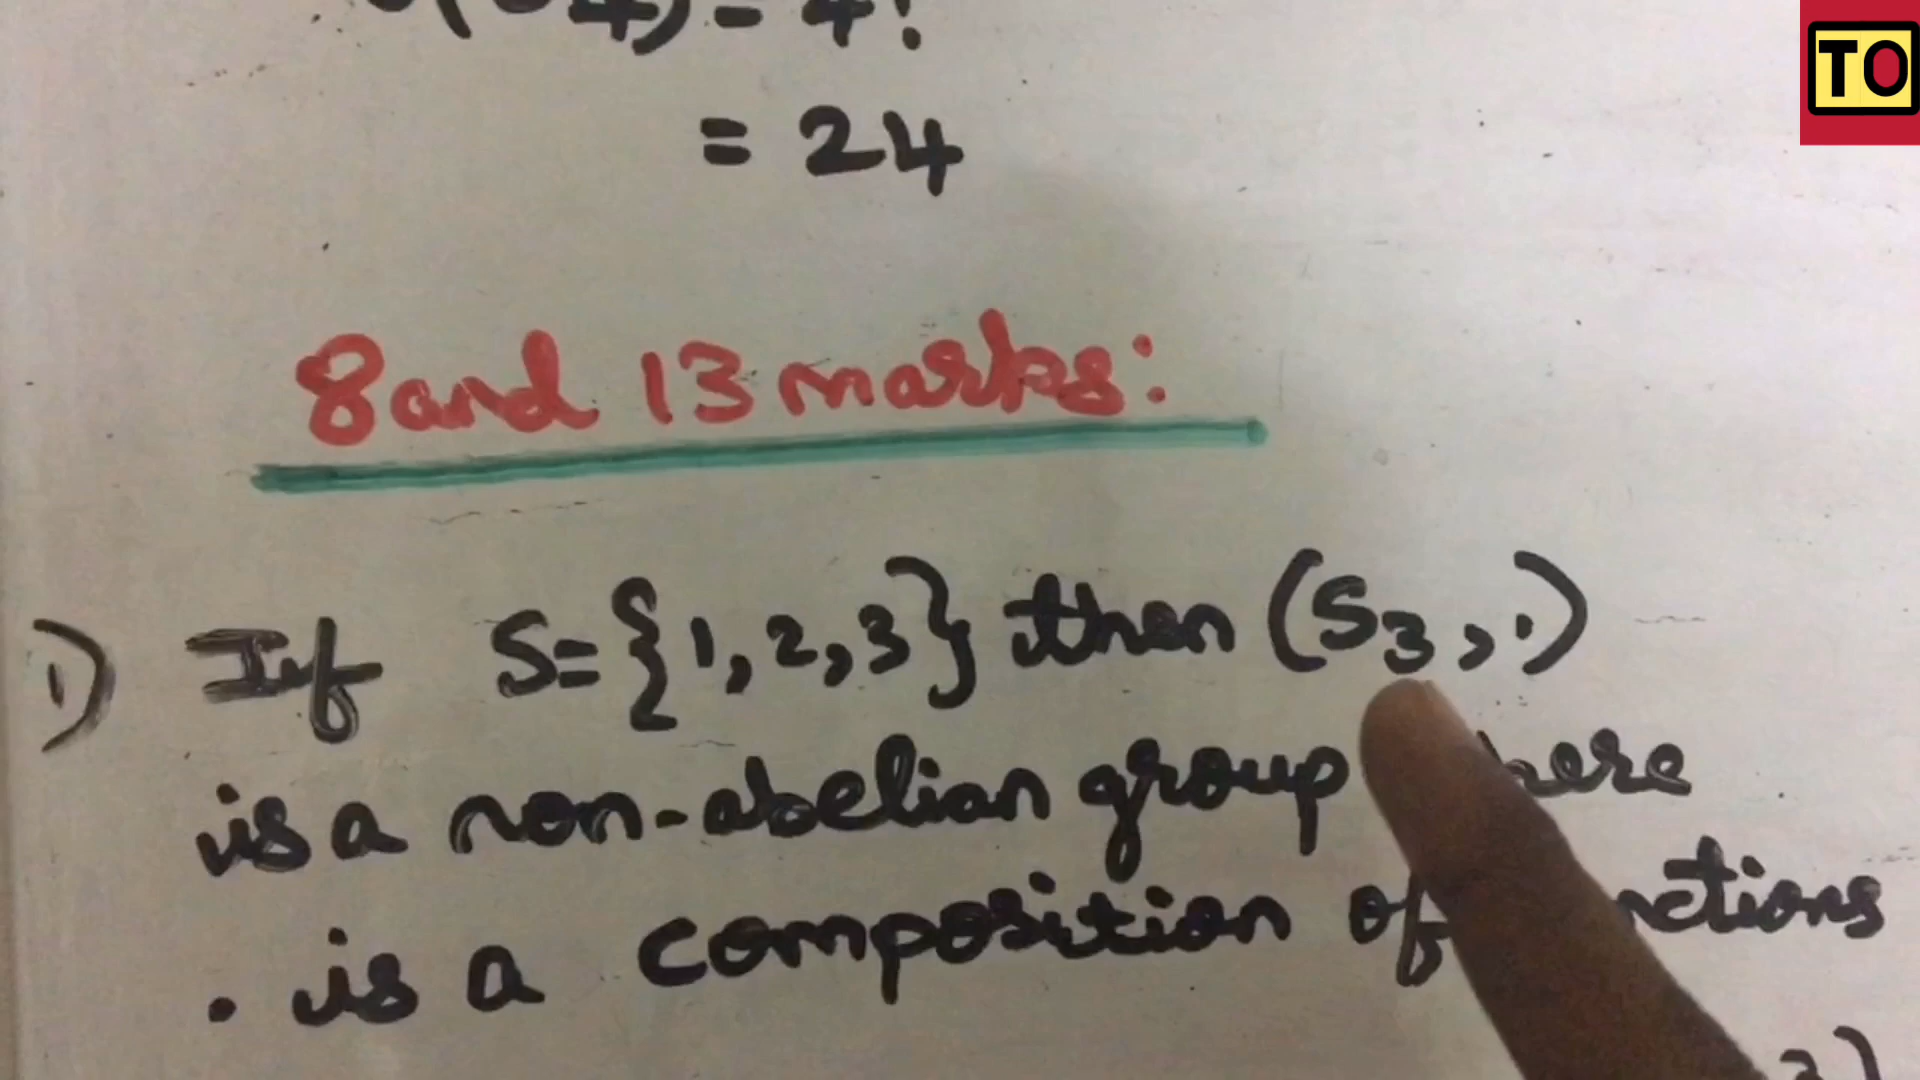 = 4!
= 24
TO
8 and 13 marks:
1) If S={1,2,3} then (S3, ·)
is a non-abelian group
· is a composition of